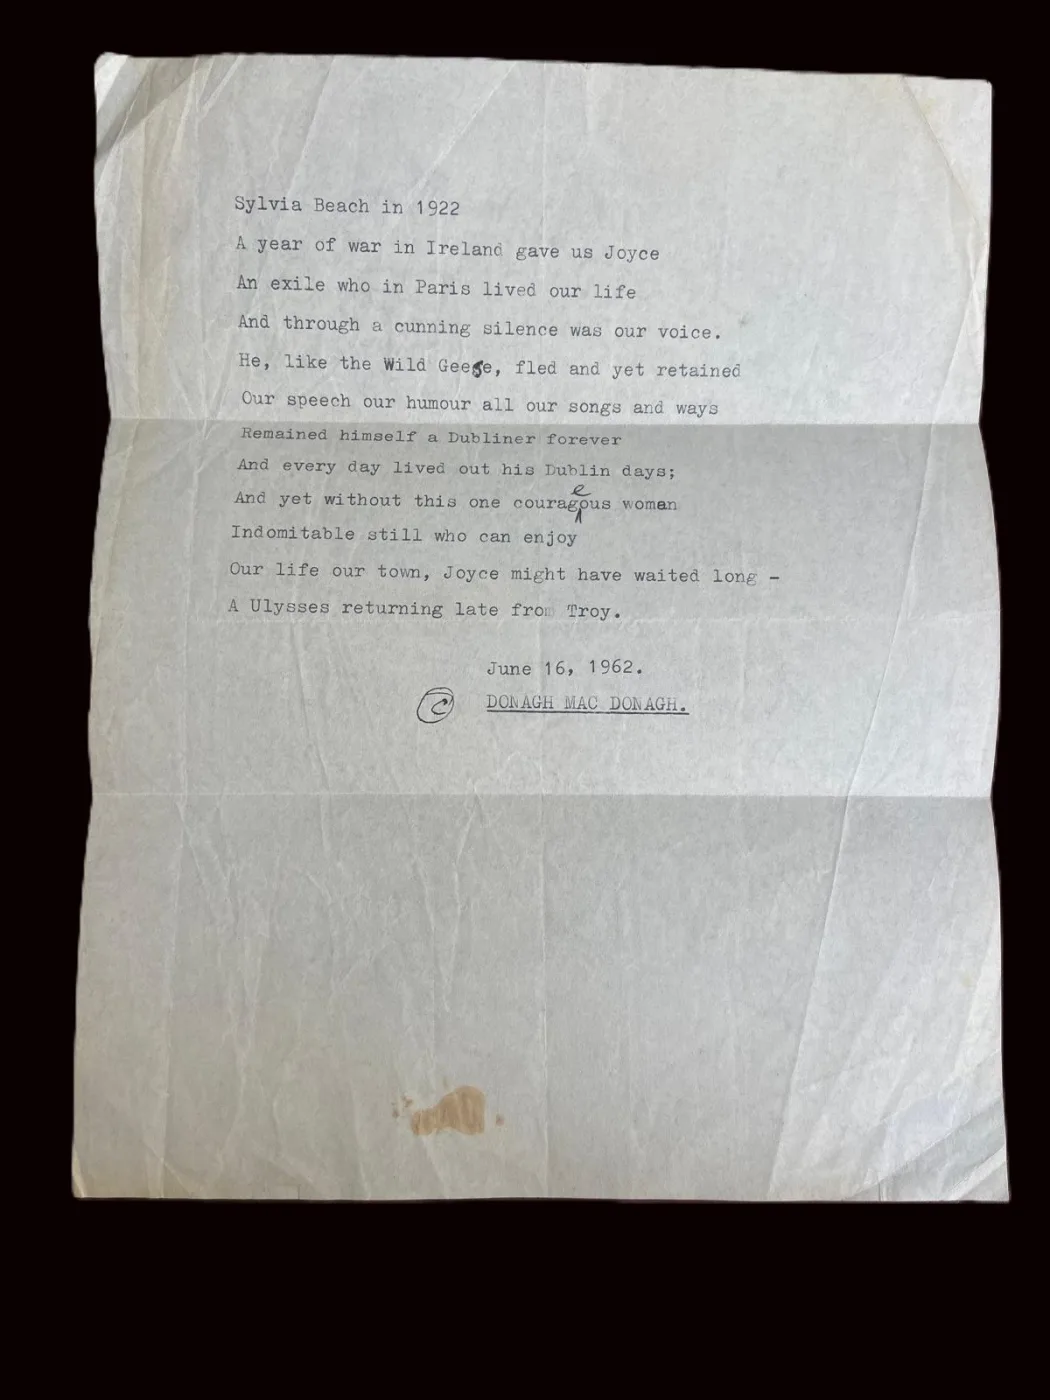 Sylvia Beach in 1922
A year of war in Ireland gave us Joyce
An exile who in Paris lived our life
And through a cunning silence was our voice.
He, like the Wild Geese, fled and yet retained
Our speech our humour all our songs and ways
Remained himself a Dubliner forever
And every day lived out his Dublin days;
And yet without this one courageous woman
Indomitable still who can enjoy
Our life our town, Joyce might have waited long -
A Ulysses returning late from Troy.
June 16, 1962.
© DONAGH MAC DONAGH.